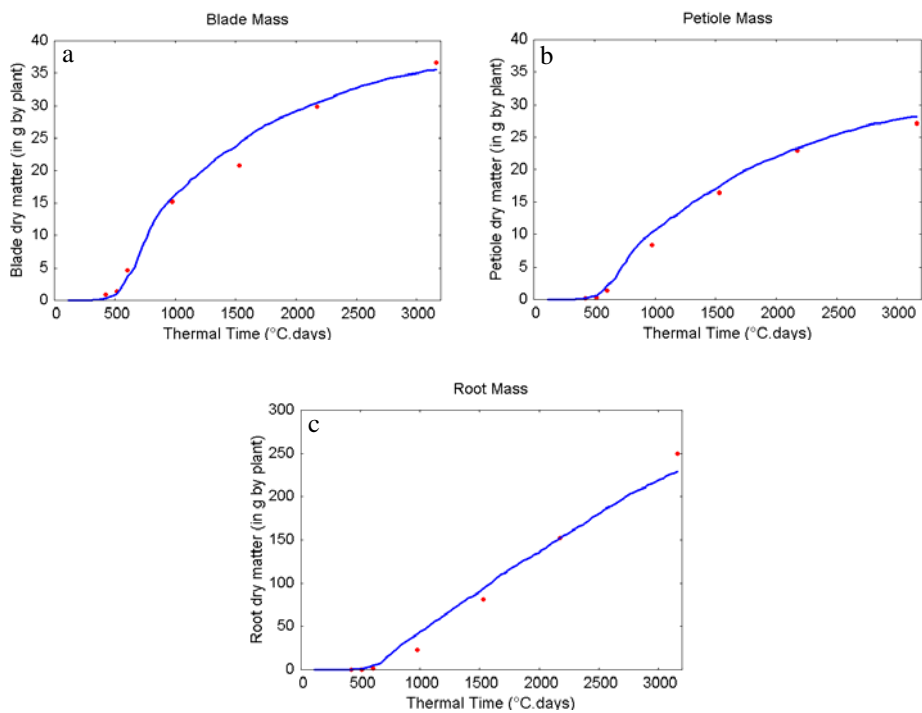 Blade Mass
a
40
35
30
25
20
15
10
5
0
Blade dry matter (in g by plant)
0 500 1000 1500 2000 2500 3000
Thermal Time (°C.days)
Petiole Mass
b
40
35
30
25
20
15
10
5
0
Petiole dry matter (in g by plant)
0 500 1000 1500 2000 2500 3000
Thermal Time (°C.days)
Root Mass
c
300
250
200
150
100
50
0
Root dry matter (in g by plant)
0 500 1000 1500 2000 2500 3000
Thermal Time (°C.days)